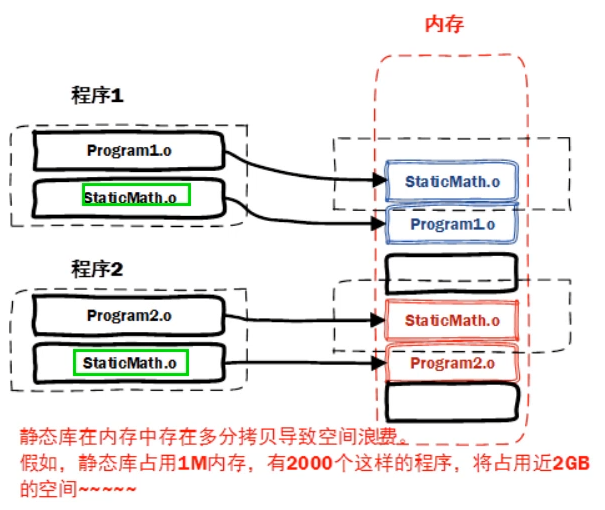 内存
程序1
Program1.o
StaticMath.o
StaticMath.o
Program1.o
程序2
Program2.o
StaticMath.o
StaticMath.o
Program2.o
静态库在内存中存在多分拷贝导致空间浪费。
假如，静态库占用1M内存，有2000个这样的程序，将占用近2GB
的空间~~~~~